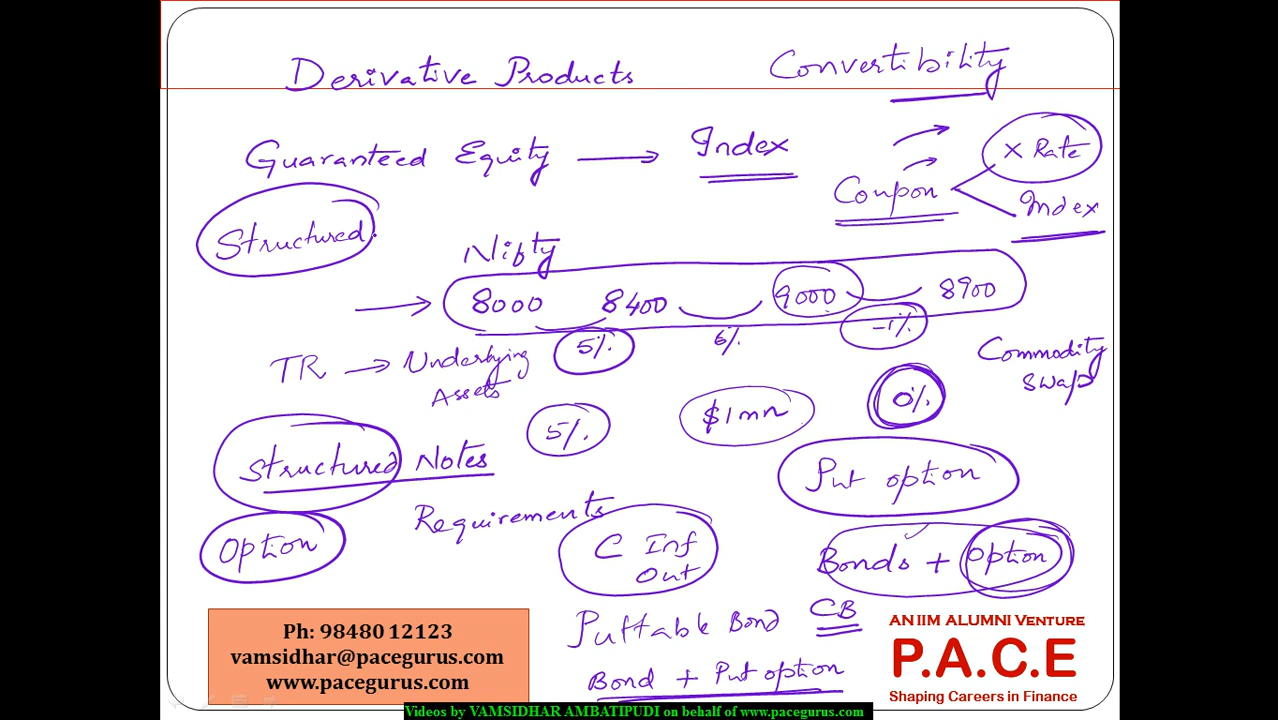 Derivative Products
Convertibility
Guaranteed Equity → Index
X Rate
Coupon
Index
Structured
Nifty
→ 8000 8400 9000 8900
5% 6% -1%
TR → Underlying Assets
Commodity Swap
5% $1mn 0%
Structured Notes
Put option
Requirements
Option
C Inf
Out
Bonds + Option
Puttable Bond CB
Bond + Put option
Ph: 98480 12123
vamsidhar@pacegurus.com
www.pacegurus.com
AN IIM ALUMNI VENTURE
P.A.C.E
Shaping Careers in Finance
Videos by VAMSIDHAR AMBATIPUDI on behalf of www.pacegurus.com